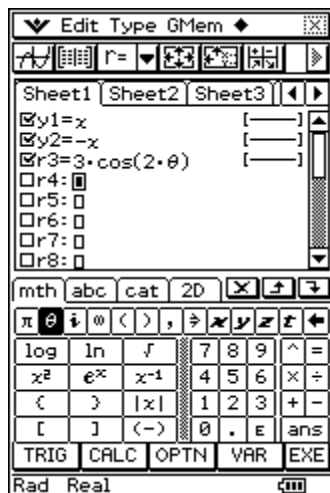 Edit Type GMem
r=
Sheet1 Sheet2 Sheet3
y1=x [—]
y2=-x [—]
r3=3·cos(2·θ) [—]
r4:
r5:
r6:
r7:
r8:
mth abc cat 2D
π θ i ∞ ( ) , ⇒ x y z t ←
log ln √ 7 8 9 ^ =
x² eˣ x⁻¹ 4 5 6 × ÷
{ } |x| 1 2 3 + -
[ ] (-) 0 . E ans
TRIG CALC OPTN VAR EXE
Rad Real